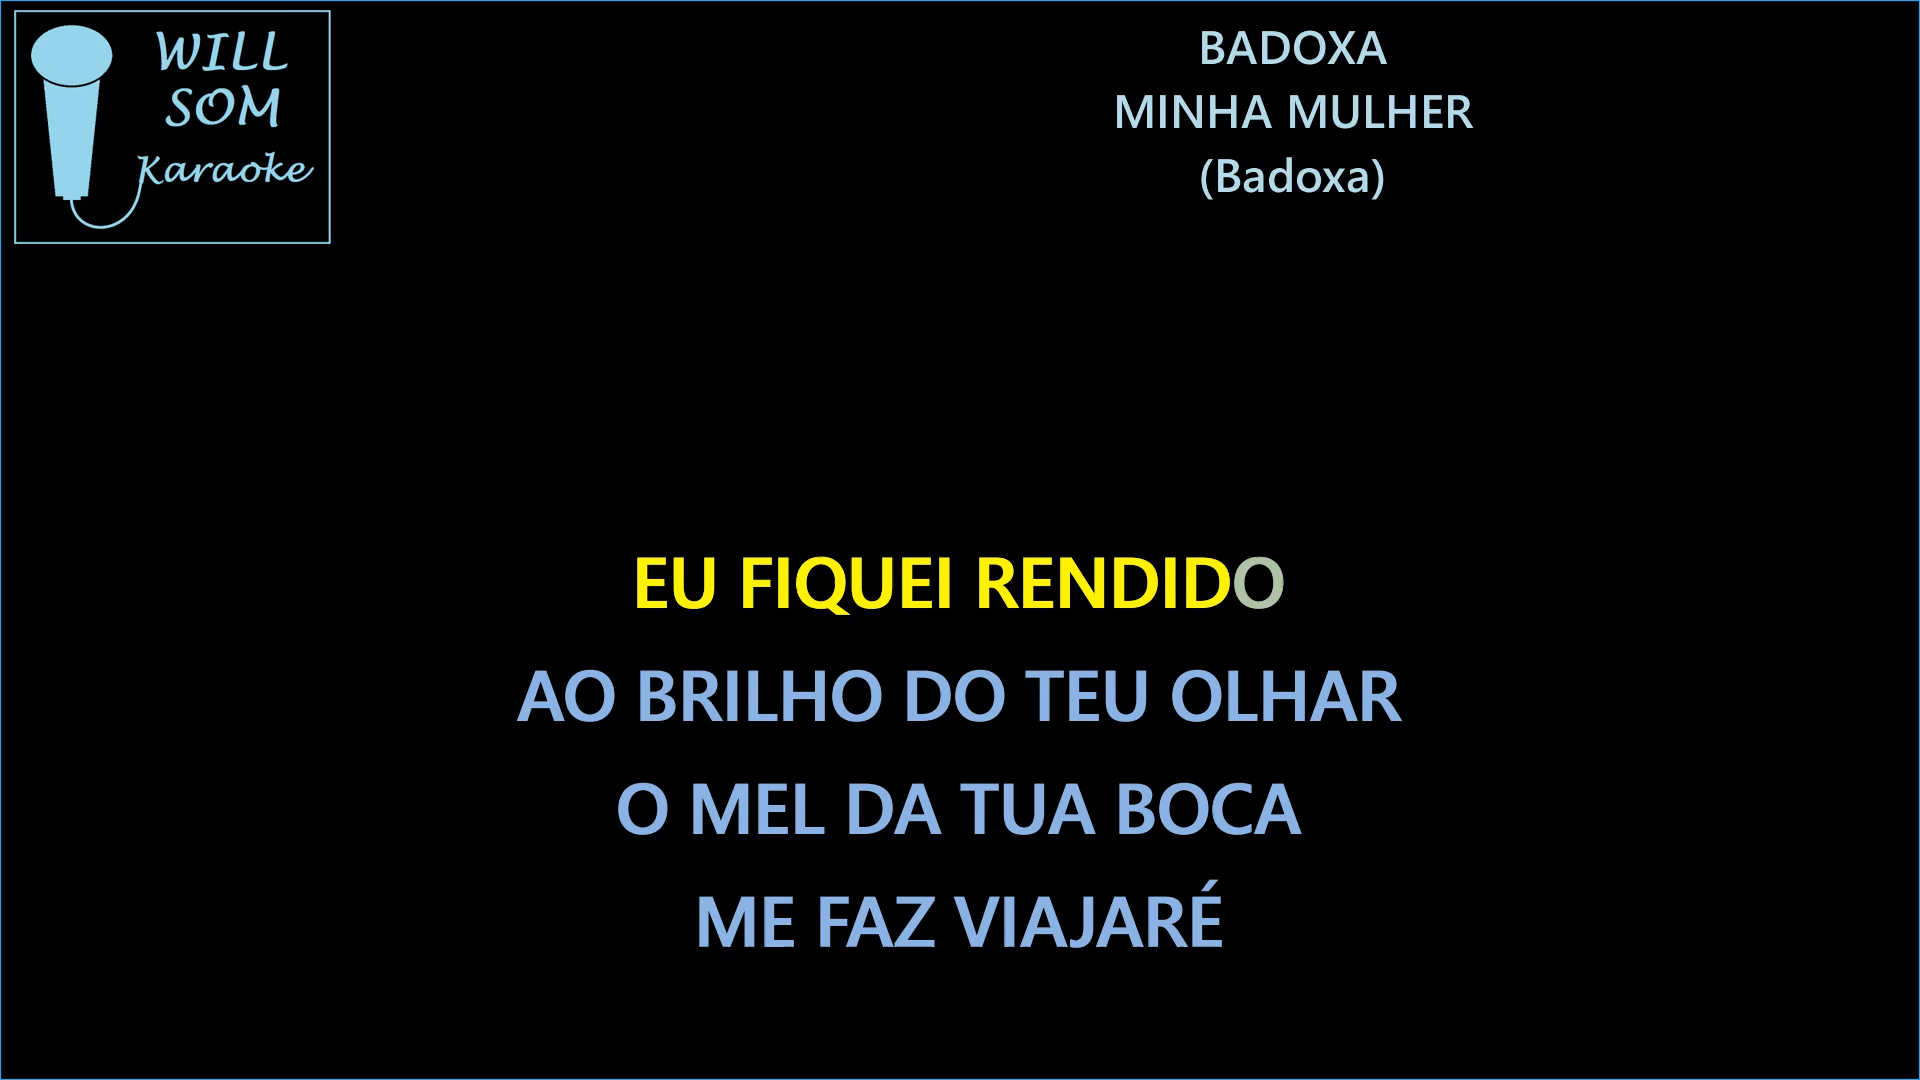 WILL
SOM
Karaoke
BADOXA
MINHA MULHER
(Badoxa)
EU FIQUEI RENDIDO
AO BRILHO DO TEU OLHAR
O MEL DA TUA BOCA
ME FAZ VIAJARÉ